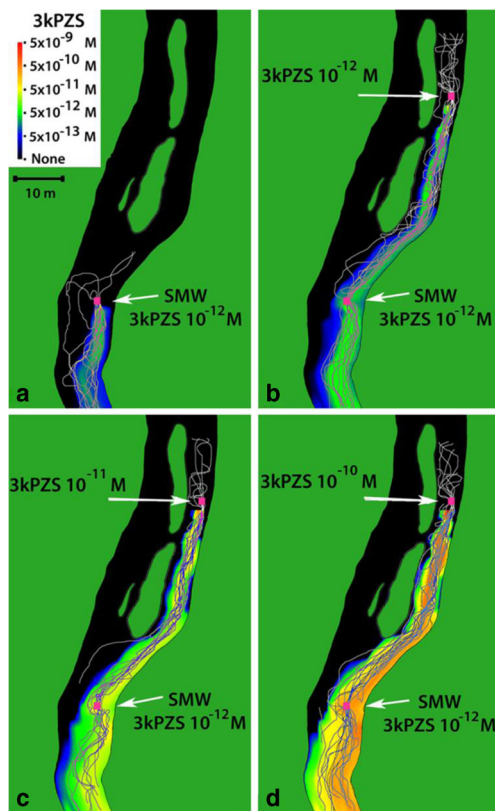 3kPZS
5x10⁻⁹ M
5x10⁻¹⁰ M
5x10⁻¹¹ M
5x10⁻¹² M
5x10⁻¹³ M
None
10 m
SMW
3kPZS 10⁻¹² M
a
3kPZS 10⁻¹² M
SMW
3kPZS 10⁻¹² M
b
3kPZS 10⁻¹¹ M
SMW
3kPZS 10⁻¹² M
c
3kPZS 10⁻¹⁰ M
SMW
3kPZS 10⁻¹² M
d